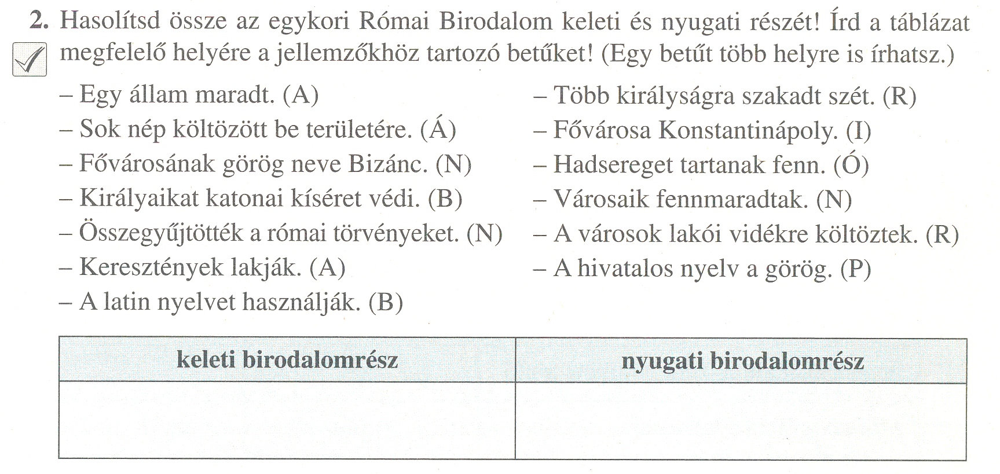 2. Hasolítsd össze az egykori Római Birodalom keleti és nyugati részét! Írd a táblázat
megfelelő helyére a jellemzőkhöz tartozó betűket! (Egy betűt több helyre is írhatsz.)
– Egy állam maradt. (A)
– Sok nép költözött be területére. (Á)
– Fővárosának görög neve Bizánc. (N)
– Királyaikat katonai kíséret védi. (B)
– Összegyűjtötték a római törvényeket. (N)
– Keresztények lakják. (A)
– A latin nyelvet használják. (B)
– Több királyságra szakadt szét. (R)
– Fővárosa Konstantinápoly. (I)
– Hadsereget tartanak fenn. (Ó)
– Városaik fennmaradtak. (N)
– A városok lakói vidékre költöztek. (R)
– A hivatalos nyelv a görög. (P)
keleti birodalomrész
nyugati birodalomrész